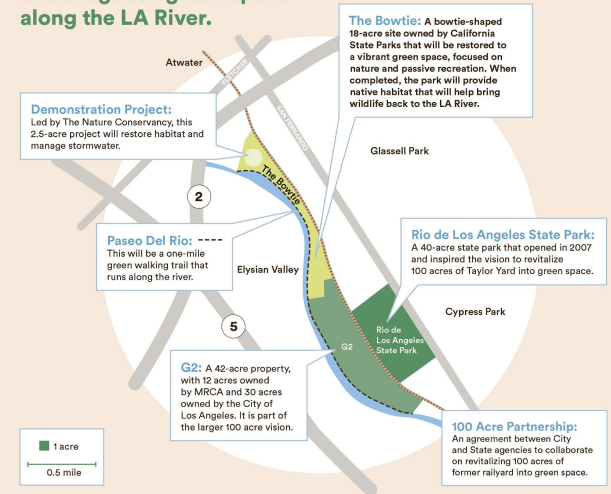 along the LA River.
The Bowtie: A bowtie-shaped
18-acre site owned by California
State Parks that will be restored to
a vibrant green space, focused on
nature and passive recreation. When
completed, the park will provide
native habitat that will help bring
wildlife back to the LA River.
Atwater
FLETCHER
SAN FERNANDO
Demonstration Project:
Led by The Nature Conservancy, this
2.5-acre project will restore habitat and
manage stormwater.
Glassell Park
The Bowtie
2
Paseo Del Rio:
This will be a one-mile
green walking trail that
runs along the river.
Elysian Valley
Rio de Los Angeles State Park:
A 40-acre state park that opened in 2007
and inspired the vision to revitalize
100 acres of Taylor Yard into green space.
Cypress Park
5
Rio de
Los Angeles
State Park
G2
G2: A 42-acre property,
with 12 acres owned
by MRCA and 30 acres
owned by the City of
Los Angeles. It is part of
the larger 100 acre vision.
100 Acre Partnership:
An agreement between City
and State agencies to collaborate
on revitalizing 100 acres of
former railyard into green space.
1 acre
0.5 mile